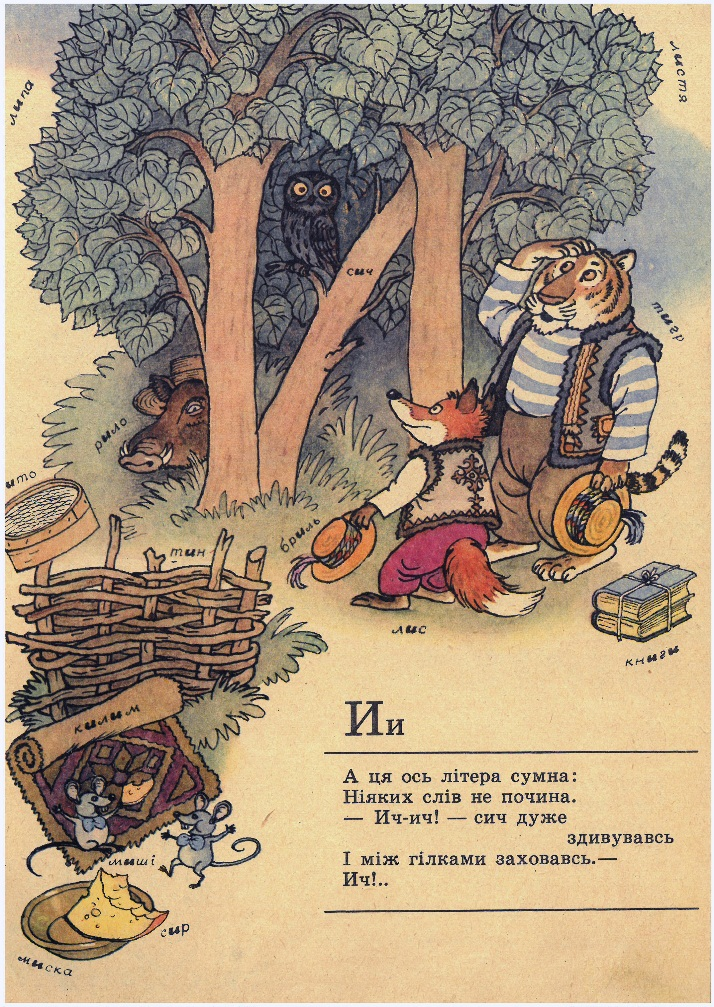 липа
листя
сич
тигр
рило
бриль
тин
лис
книги
килим
Ии
А ця ось літера сумна:
Ніяких слів не почина.
— Ич-ич! — сич дуже
здивувавсь
І між гілками заховавсь.—
Ич!..
миші
сир
миска